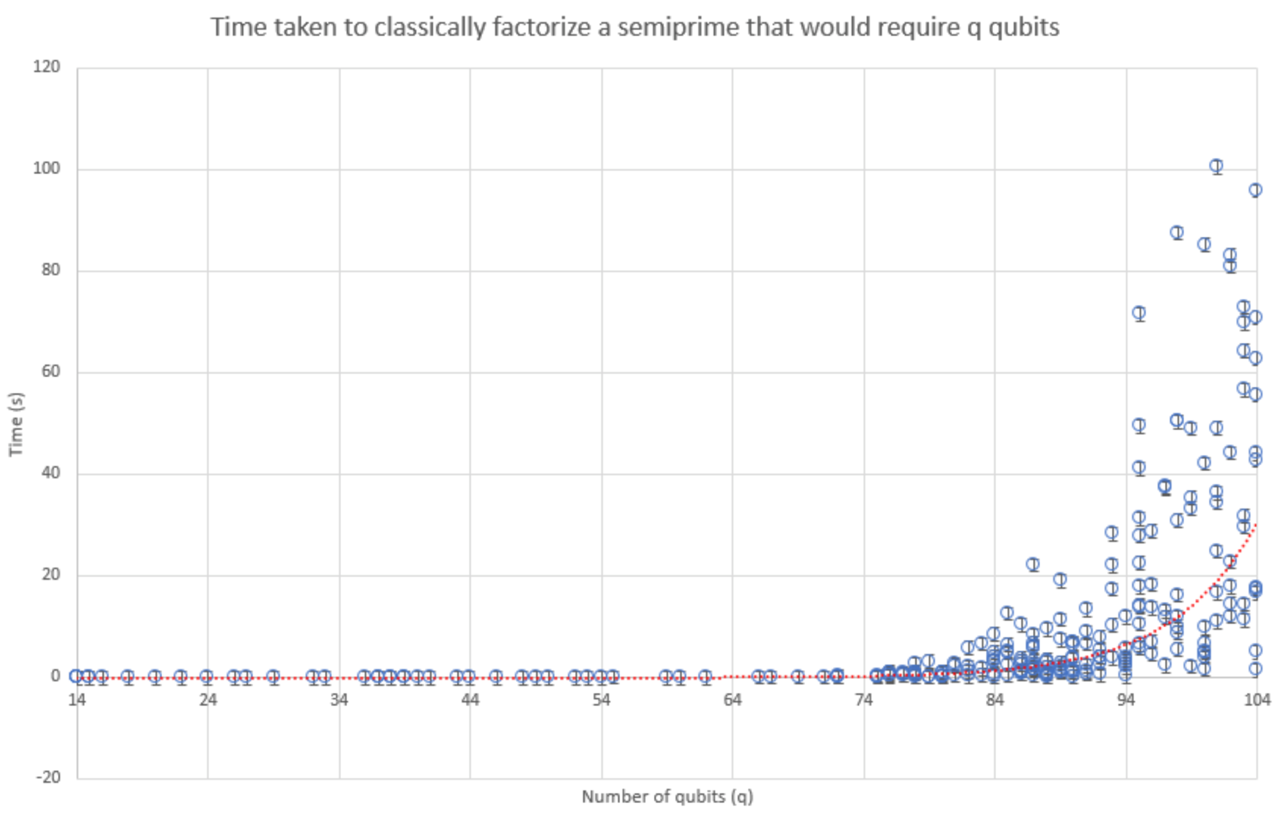 Time taken to classically factorize a semiprime that would require q qubits
120
100
80
60
40
20
0
-20
Time (s)
14 24 34 44 54 64 74 84 94 104
Number of qubits (q)